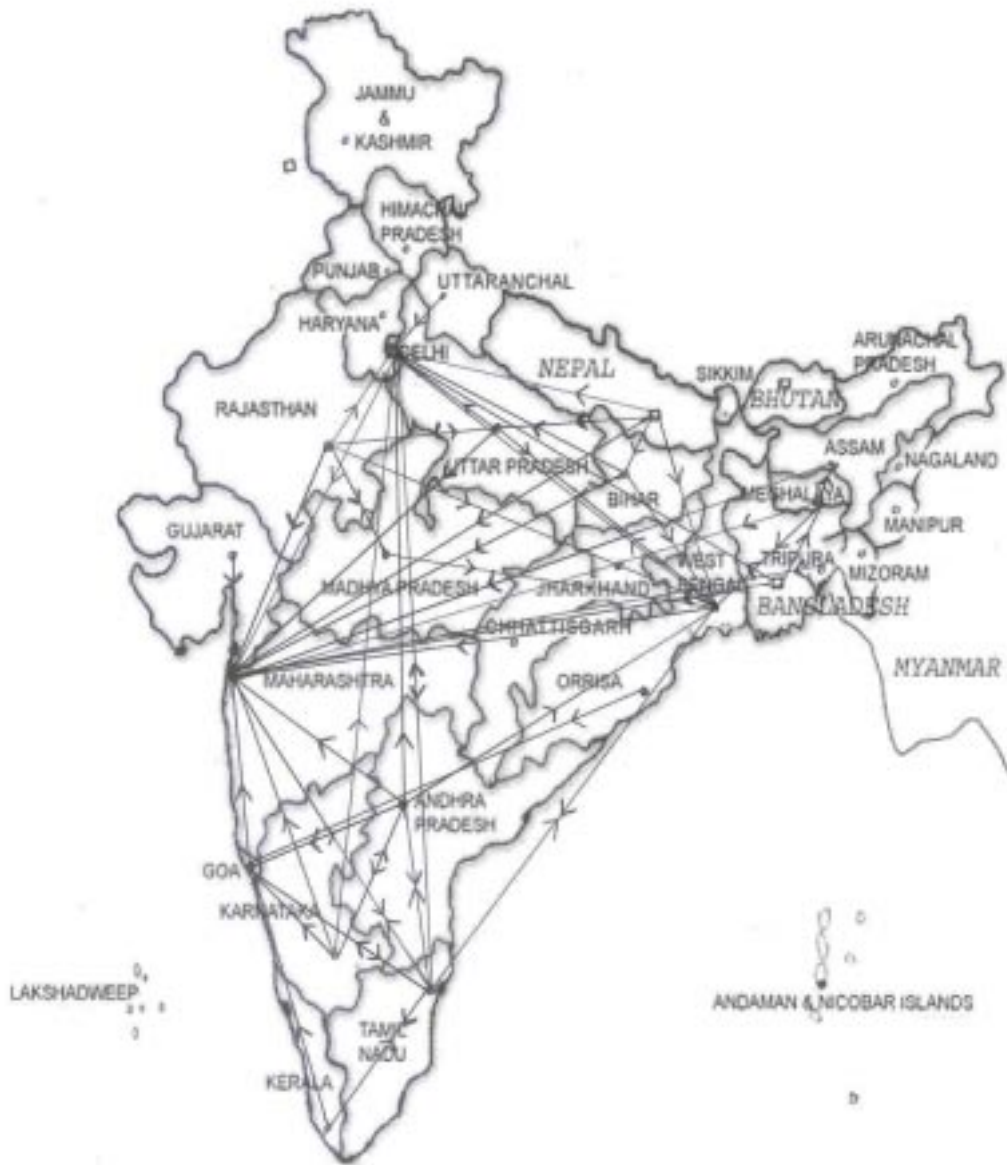 JAMMU
&
KASHMIR
HIMACHAL
PRADESH
PUNJAB
UTTARANCHAL
HARYANA
DELHI
NEPAL
SIKKIM
ARUNACHAL
PRADESH
BHUTAN
RAJASTHAN
ASSAM
NAGALAND
UTTAR PRADESH
BIHAR
MEGHALAYA
MANIPUR
GUJARAT
MADHYA PRADESH
JHARKHAND
WEST
BENGAL
TRIPURA
MIZORAM
BANGLADESH
CHHATTISGARH
MAHARASHTRA
ORRISA
MYANMAR
ANDHRA
PRADESH
GOA
KARNATAKA
LAKSHADWEEP
ANDAMAN & NICOBAR ISLANDS
TAMIL
NADU
KERALA